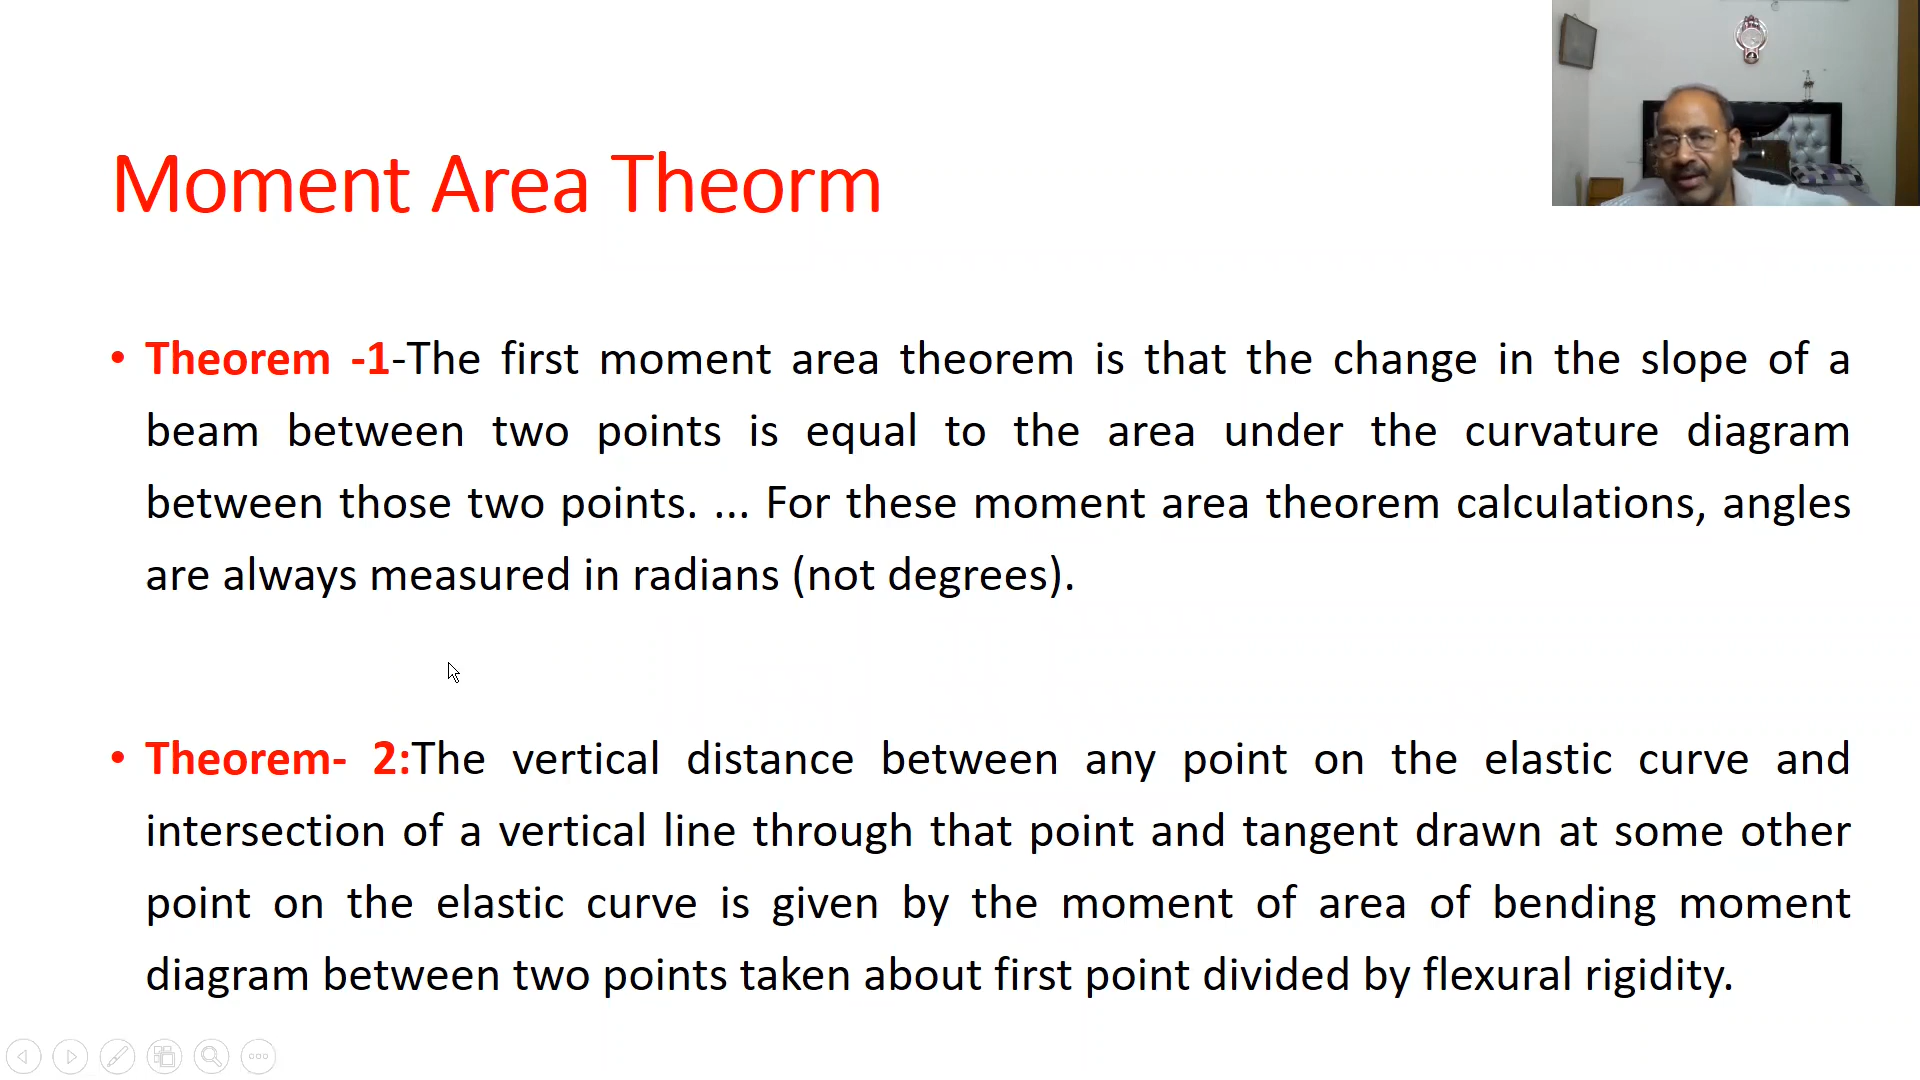 Moment Area Theorm
• Theorem -1-The first moment area theorem is that the change in the slope of a
beam between two points is equal to the area under the curvature diagram
between those two points. ... For these moment area theorem calculations, angles
are always measured in radians (not degrees).
• Theorem- 2:The vertical distance between any point on the elastic curve and
intersection of a vertical line through that point and tangent drawn at some other
point on the elastic curve is given by the moment of area of bending moment
diagram between two points taken about first point divided by flexural rigidity.